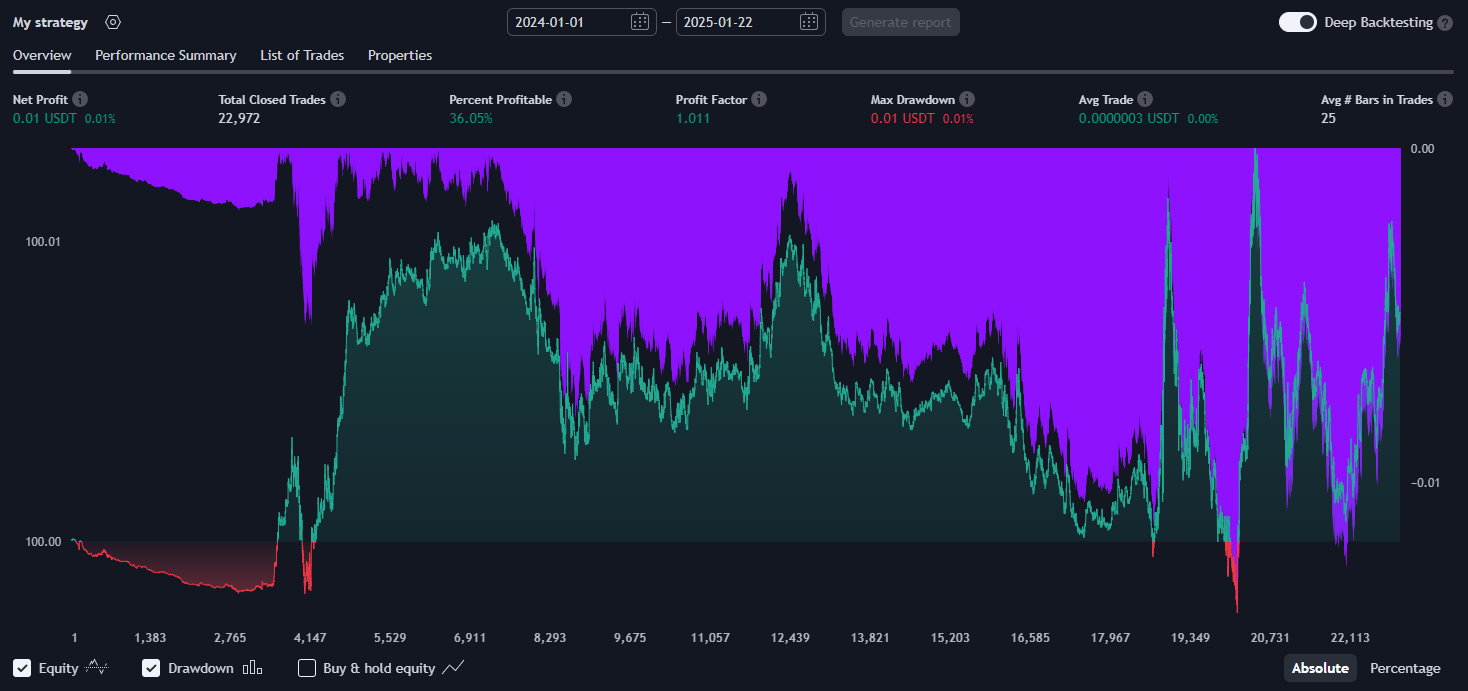 My strategy 2024-01-01 — 2025-01-22 Generate report Deep Backtesting ?
Overview Performance Summary List of Trades Properties
Net Profit Total Closed Trades Percent Profitable Profit Factor Max Drawdown Avg Trade Avg # Bars in Trades
0.01 USDT 0.01% 22,972 36.05% 1.011 0.01 USDT 0.01% 0.0000003 USDT 0.00% 25
0.00
100.01
−0.01
100.00
1 1,383 2,765 4,147 5,529 6,911 8,293 9,675 11,057 12,439 13,821 15,203 16,585 17,967 19,349 20,731 22,113
Equity Drawdown Buy & hold equity Absolute Percentage